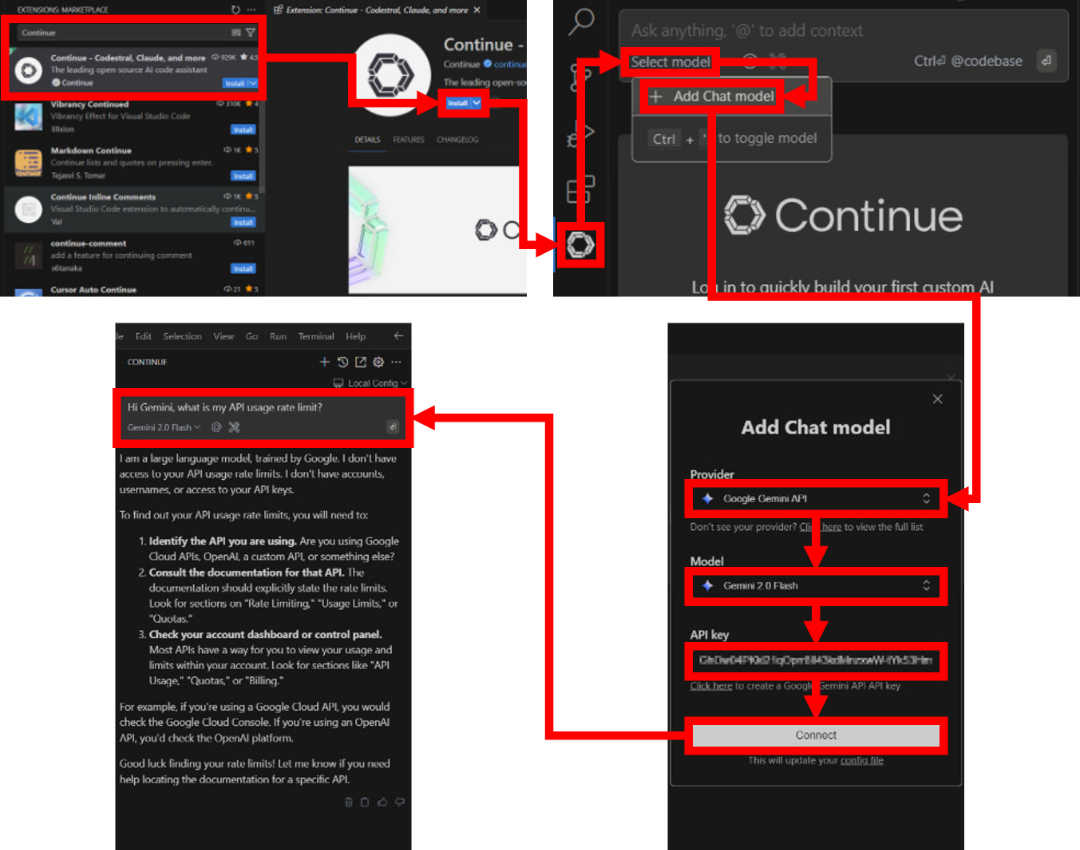 EXTENSIONS: MARKETPLACE
Continue
Continue - Codestral, Claude, and more 929K 4.5
The leading open-source AI code assistant
Continue Install
Vibrancy Continued 310K 4
Vibrancy Effect for Visual Studio Code
illixion Install
Markdown Continue 1K 5
Continue lists and quotes on pressing enter.
Tejasvi S. Tomar Install
Continue Inline Comments 1K 5
Visual Studio Code extension to automatically continu...
Val Install
continue-comment 611
add a feature for continuing comment
s6tanaka Install
Cursor Auto Continue 21 5
Extension: Continue - Codestral, Claude, and more
Continue -
Continue
The leading open-so
Install
DETAILS FEATURES CHANGELOG
Ask anything, '@' to add context
Select model
Ctrl⏎ @codebase
+ Add Chat model
Ctrl + ' to toggle model
Continue
Log in to quickly build your first custom AI
Edit Selection View Go Run Terminal Help
CONTINUE
Local Config
Hi Gemini, what is my API usage rate limit?
Gemini 2.0 Flash
I am a large language model, trained by Google. I don't have
access to your API usage rate limits. I don't have accounts,
usernames, or access to your API keys.
To find out your API usage rate limits, you will need to:
1. Identify the API you are using. Are you using Google
Cloud APIs, OpenAI, a custom API, or something else?
2. Consult the documentation for that API. The
documentation should explicitly state the rate limits.
Look for sections on "Rate Limiting," "Usage Limits," or
"Quotas."
3. Check your account dashboard or control panel.
Most APIs have a way for you to view your usage and
limits within your account. Look for sections like "API
Usage," "Quotas," or "Billing."
For example, if you're using a Google Cloud API, you would
check the Google Cloud Console. If you're using an OpenAI
API, you'd check the OpenAI platform.
Good luck finding your rate limits! Let me know if you need
help locating the documentation for a specific API.
Add Chat model
Provider
Google Gemini API
Don't see your provider? Click here to view the full list
Model
Gemini 2.0 Flash
API key
Click here to create a Google Gemini API API key
Connect
This will update your config file